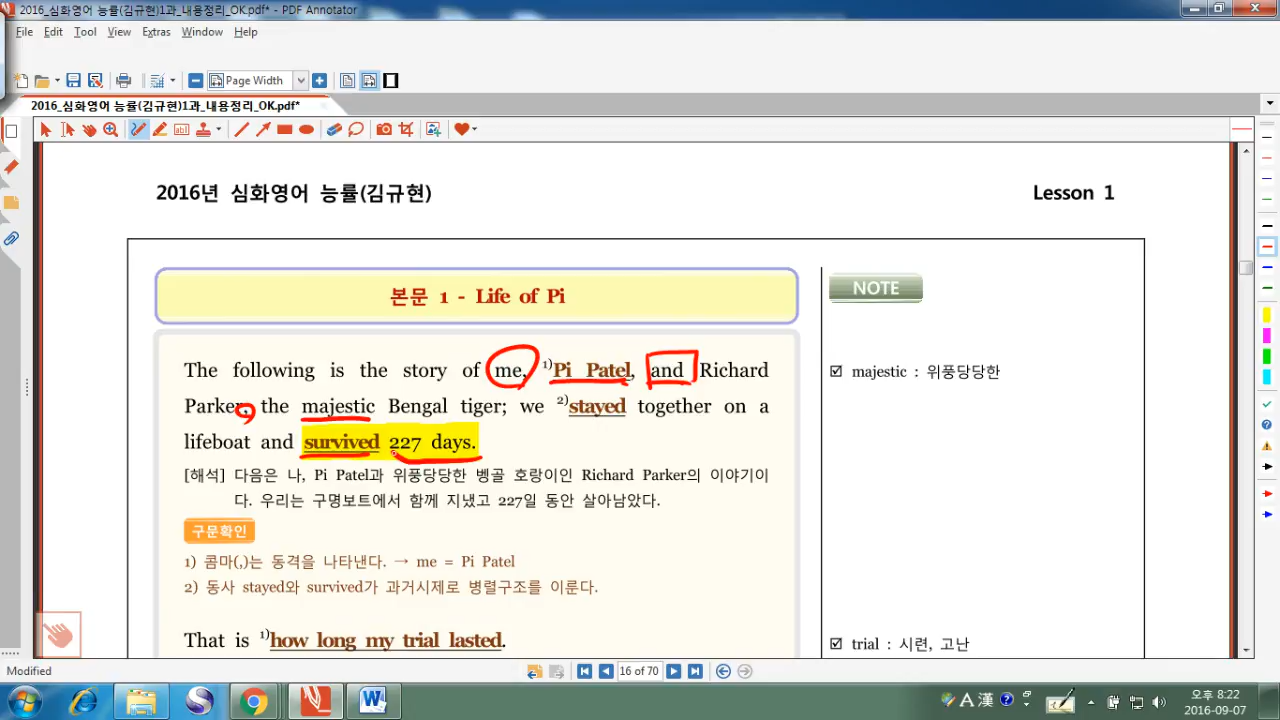 2016_심화영어 능률(김규현)1과_내용정리_OK.pdf* - PDF Annotator
File Edit Tool View Extras Window Help
Page Width
2016_심화영어 능률(김규현)1과_내용정리_OK.pdf*
2016년 심화영어 능률(김규현) Lesson 1
본문 1 - Life of Pi
NOTE
The following is the story of me, 1)Pi Patel, and Richard
Parker, the majestic Bengal tiger; we 2)stayed together on a
lifeboat and survived 227 days.
majestic : 위풍당당한
[해석] 다음은 나, Pi Patel과 위풍당당한 벵골 호랑이인 Richard Parker의 이야기이
다. 우리는 구명보트에서 함께 지냈고 227일 동안 살아남았다.
구문확인
1) 콤마(,)는 동격을 나타낸다. → me = Pi Patel
2) 동사 stayed와 survived가 과거시제로 병렬구조를 이룬다.
That is 1)how long my trial lasted.
trial : 시련, 고난
Modified
16 of 70
A 漢
오후 8:22
2016-09-07